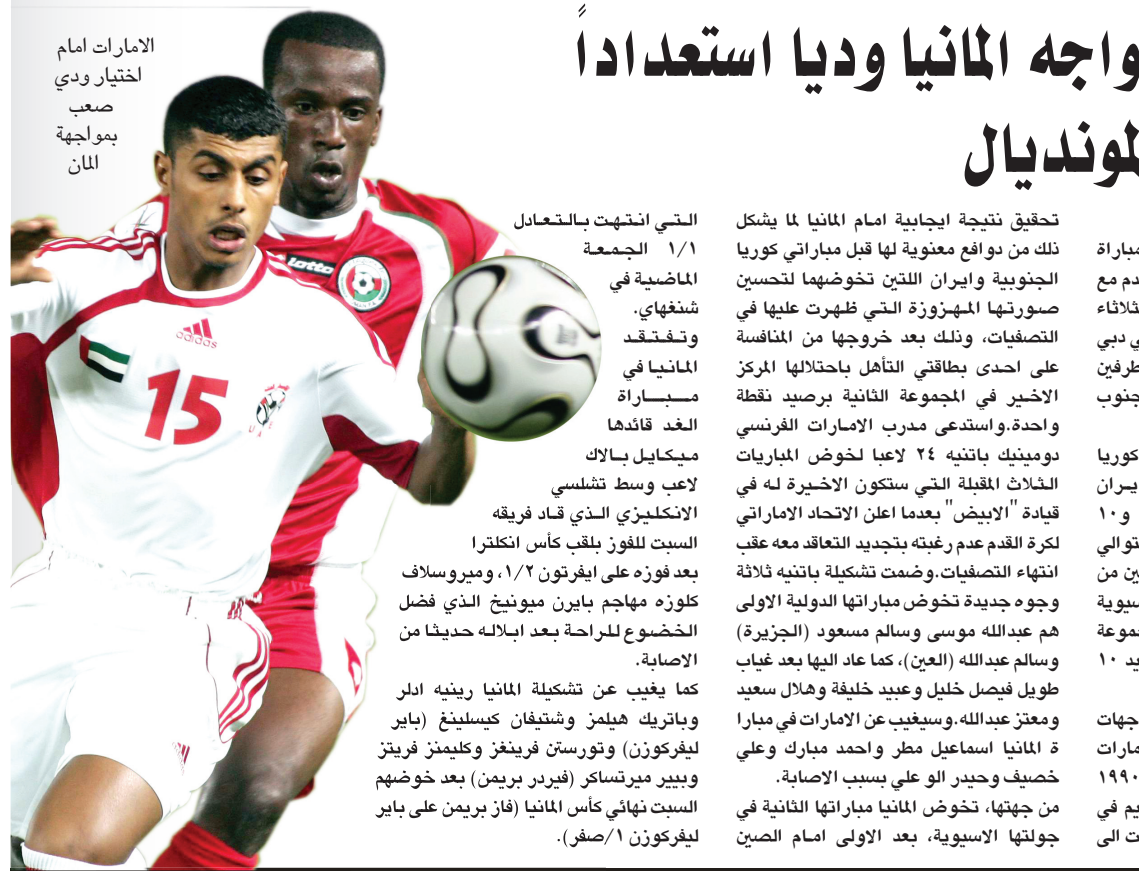 واجه المانيا وديا استعداداً
لمونديال
الامارات امام
اختيار ودي
صعب
بمواجهة
المان
مباراة
دم مع
ثلاثاء
ي دبي
طرفين
جنوب
كوريا
يران
و١٠
توالي
ين من
سيوية
موعة
يد ١٠
جهات
مارات
١٩٩٠
يم في
ت الى
تحقيق نتيجة ايجابية امام المانيا لما يشكل
ذلك من دوافع معنوية لها قبل مباراتي كوريا
الجنوبية وايران اللتين تخوضهما لتحسين
صورتها المهزوزة التي ظهرت عليها في
التصفيات، وذلك بعد خروجها من المنافسة
على احدى بطاقتي التأهل باحتلالها المركز
الاخير في المجموعة الثانية برصيد نقطة
واحدة.واستدعى مدرب الامارات الفرنسي
دومينيك باتنيه ٢٤ لاعبا لخوض المباريات
الثلاث المقبلة التي ستكون الاخيرة له في
قيادة "الابيض" بعدما اعلن الاتحاد الاماراتي
لكرة القدم عدم رغبته بتجديد التعاقد معه عقب
انتهاء التصفيات.وضمت تشكيلة باتنيه ثلاثة
وجوه جديدة تخوض مباراتها الدولية الاولى
هم عبدالله موسى وسالم مسعود (الجزيرة)
وسالم عبدالله (العين)، كما عاد اليها بعد غياب
طويل فيصل خليل وعبيد خليفة وهلال سعيد
ومعتز عبدالله.وسيغيب عن الامارات في مبارا
ة المانيا اسماعيل مطر واحمد مبارك وعلي
خصيف وحيدر الو علي بسبب الاصابة.
من جهتها، تخوض المانيا مباراتها الثانية في
جولتها الاسيوية، بعد الاولى امام الصين
التي انتهت بالتعادل
١/١ الجمعة
الماضية في
شنغهاي.
وتفتقد
المانيا في
مباراة
الغد قائدها
ميكايل بالاك
لاعب وسط تشلسي
الانكليزي الذي قاد فريقه
السبت للفوز بلقب كأس انكلترا
بعد فوزه على ايفرتون ١/٢، وميروسلاف
كلوزه مهاجم بايرن ميونيخ الذي فضل
الخضوع للراحة بعد ابلاله حديثا من
الاصابة.
كما يغيب عن تشكيلة المانيا رينيه ادلر
وباتريك هيلمز وشتيفان كيسلينغ (باير
ليفركوزن) وتورستن فرينغز وكليمنز فريتز
وبيير ميرتساكر (فيردر بريمن) بعد خوضهم
السبت نهائي كأس المانيا (فاز بريمن على باير
ليفركوزن ١/صفر).
lotto
adidas
15